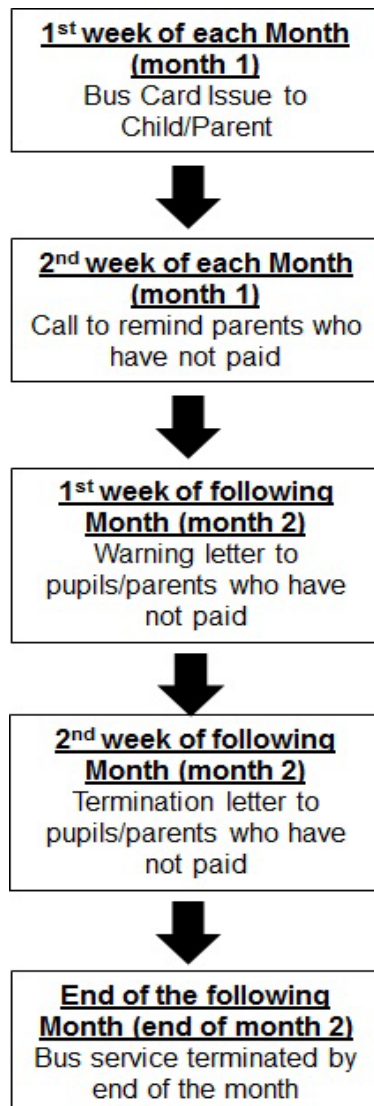 1st week of each Month
(month 1)
Bus Card Issue to
Child/Parent
2nd week of each Month
(month 1)
Call to remind parents who
have not paid
1st week of following
Month (month 2)
Warning letter to
pupils/parents who have
not paid
2nd week of following
Month (month 2)
Termination letter to
pupils/parents who have
not paid
End of the following
Month (end of month 2)
Bus service terminated by
end of the month